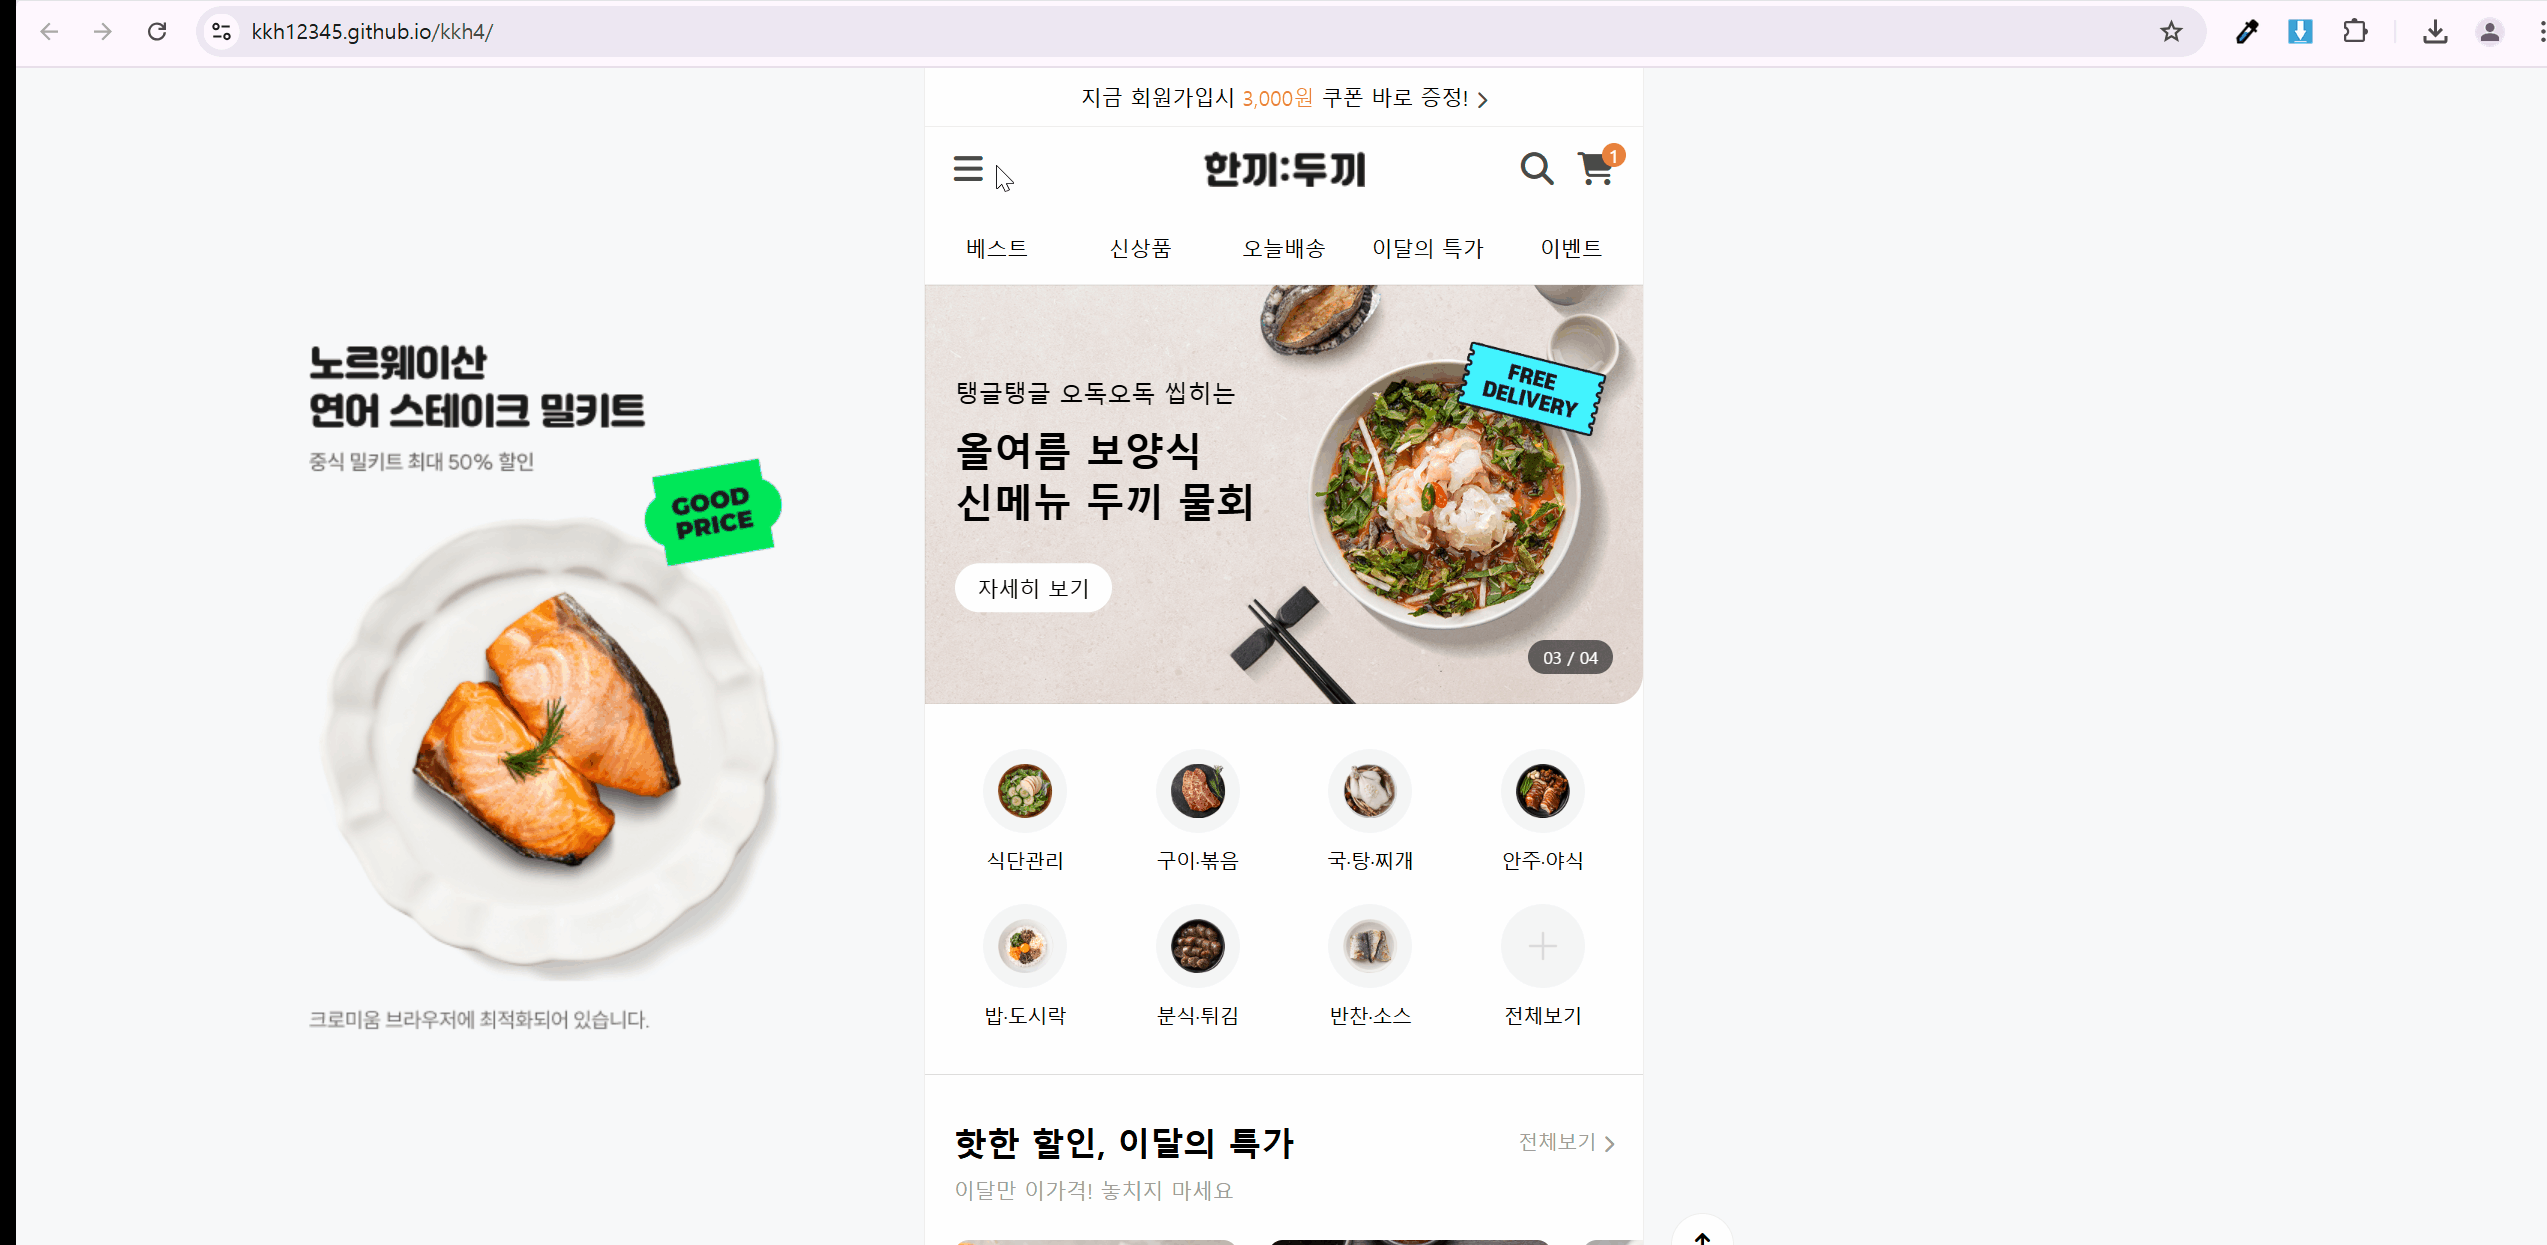 kkh12345.github.io/kkh4/
지금 회원가입시 3,000원 쿠폰 바로 증정!
한끼:두끼
1
베스트
신상품
오늘배송
이달의 특가
이벤트
노르웨이산
연어 스테이크 밀키트
중식 밀키트 최대 50% 할인
GOOD
PRICE
크로미움 브라우저에 최적화되어 있습니다.
탱글탱글 오독오독 씹히는
올여름 보양식
신메뉴 두끼 물회
자세히 보기
FREE
DELIVERY
03 / 04
식단관리
구이·볶음
국·탕·찌개
안주·야식
밥·도시락
분식·튀김
반찬·소스
전체보기
핫한 할인, 이달의 특가
전체보기
이달만 이가격! 놓치지 마세요